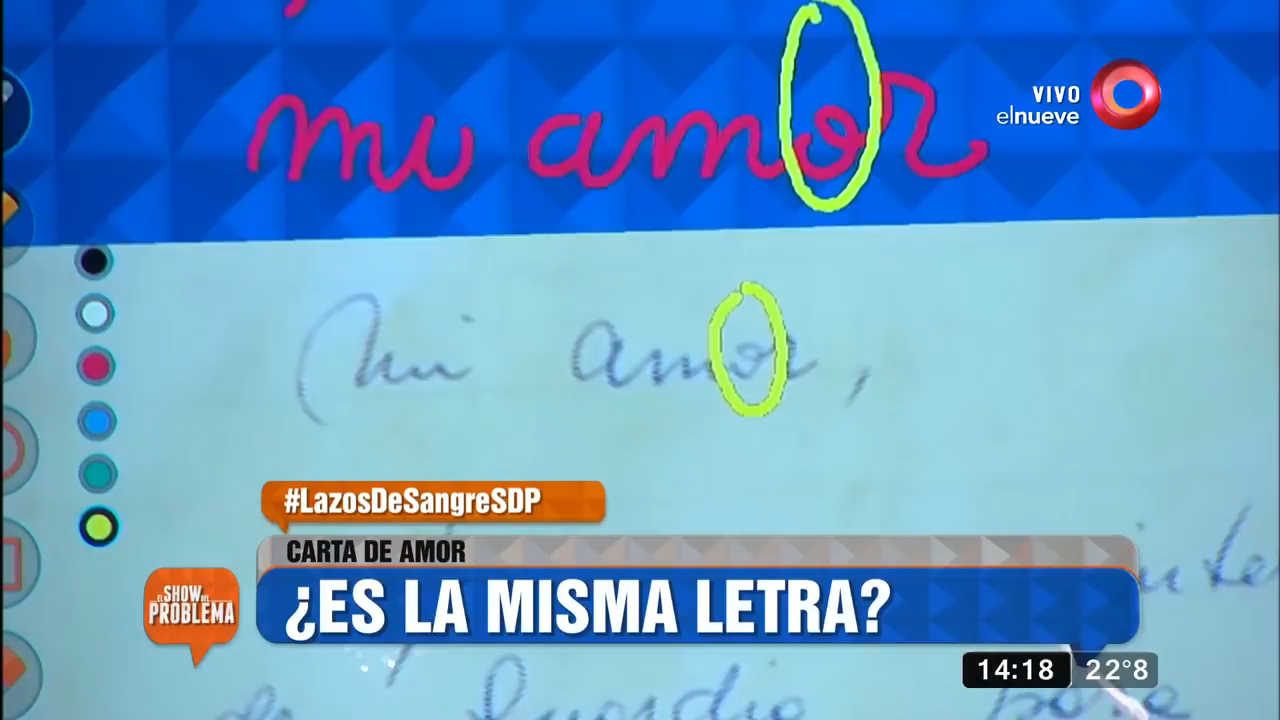 mi amor
VIVO
elnueve
Mi amor,
#LazosDeSangreSDP
CARTA DE AMOR
EL SHOW DEL PROBLEMA
¿ES LA MISMA LETRA?
14:18 22°8